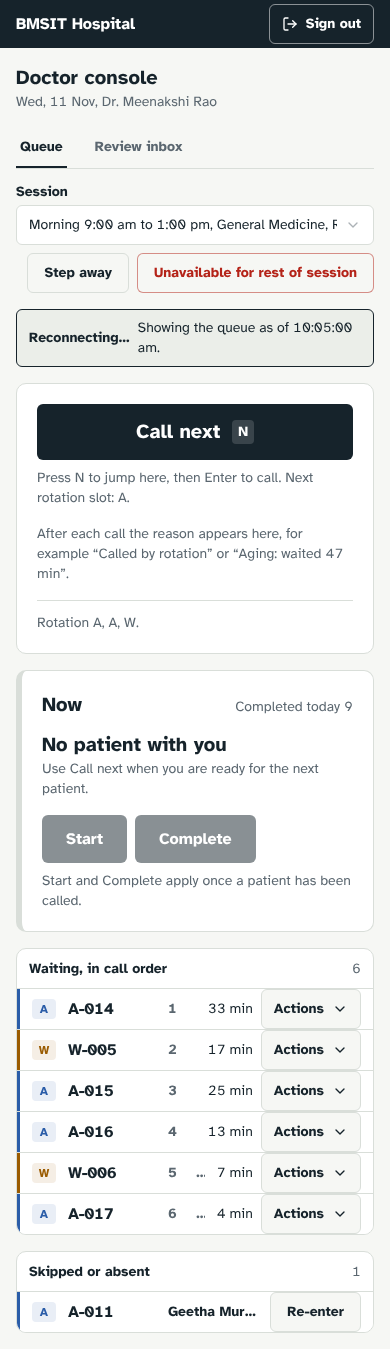 BMSIT Hospital
Sign out
Doctor console
Wed, 11 Nov, Dr. Meenakshi Rao
Queue
Review inbox
Session
Morning 9:00 am to 1:00 pm, General Medicine, R
Step away
Unavailable for rest of session
Reconnecting...
Showing the queue as of 10:05:00
am.
Call next N
Press N to jump here, then Enter to call. Next
rotation slot: A.
After each call the reason appears here, for
example “Called by rotation” or “Aging: waited 47
min”.
Rotation A, A, W.
Now
Completed today 9
No patient with you
Use Call next when you are ready for the next
patient.
Start
Complete
Start and Complete apply once a patient has been
called.
Waiting, in call order 6
A A-014 1 33 min Actions
W W-005 2 17 min Actions
A A-015 3 25 min Actions
A A-016 4 13 min Actions
W W-006 5 ... 7 min Actions
A A-017 6 ... 4 min Actions
Skipped or absent 1
A A-011 Geetha Mur... Re-enter